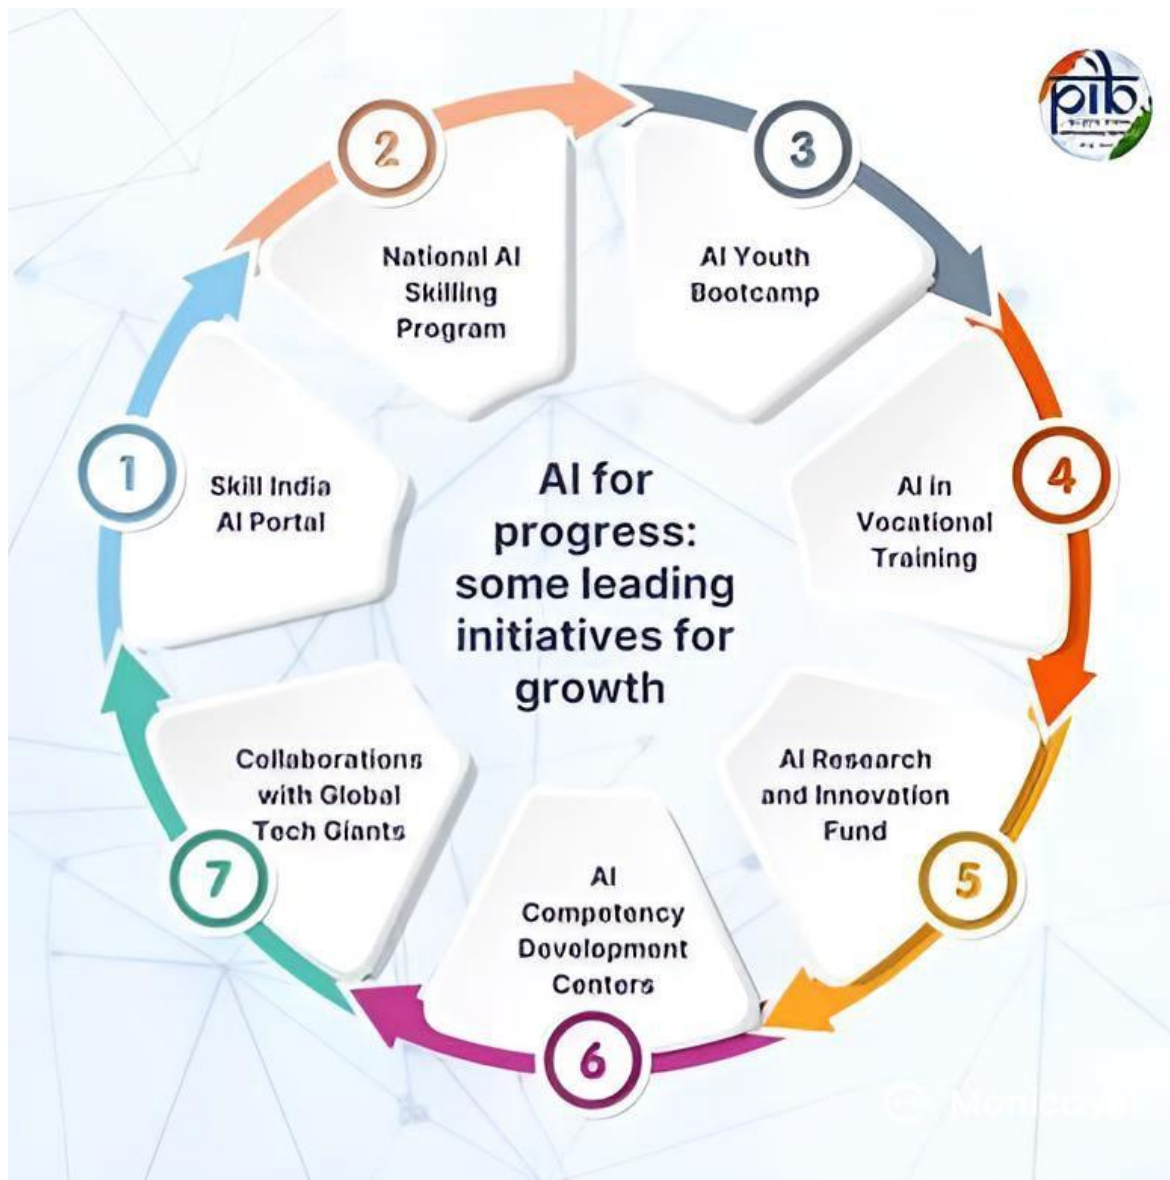 pib
2
National AI
Skilling
Program
3
AI Youth
Bootcamp
1
Skill India
AI Portal
AI for
progress:
some leading
initiatives for
growth
4
AI in
Vocational
Training
7
Collaborations
with Global
Tech Giants
AI Research
and Innovation
Fund
5
AI
Competency
Development
Centers
6